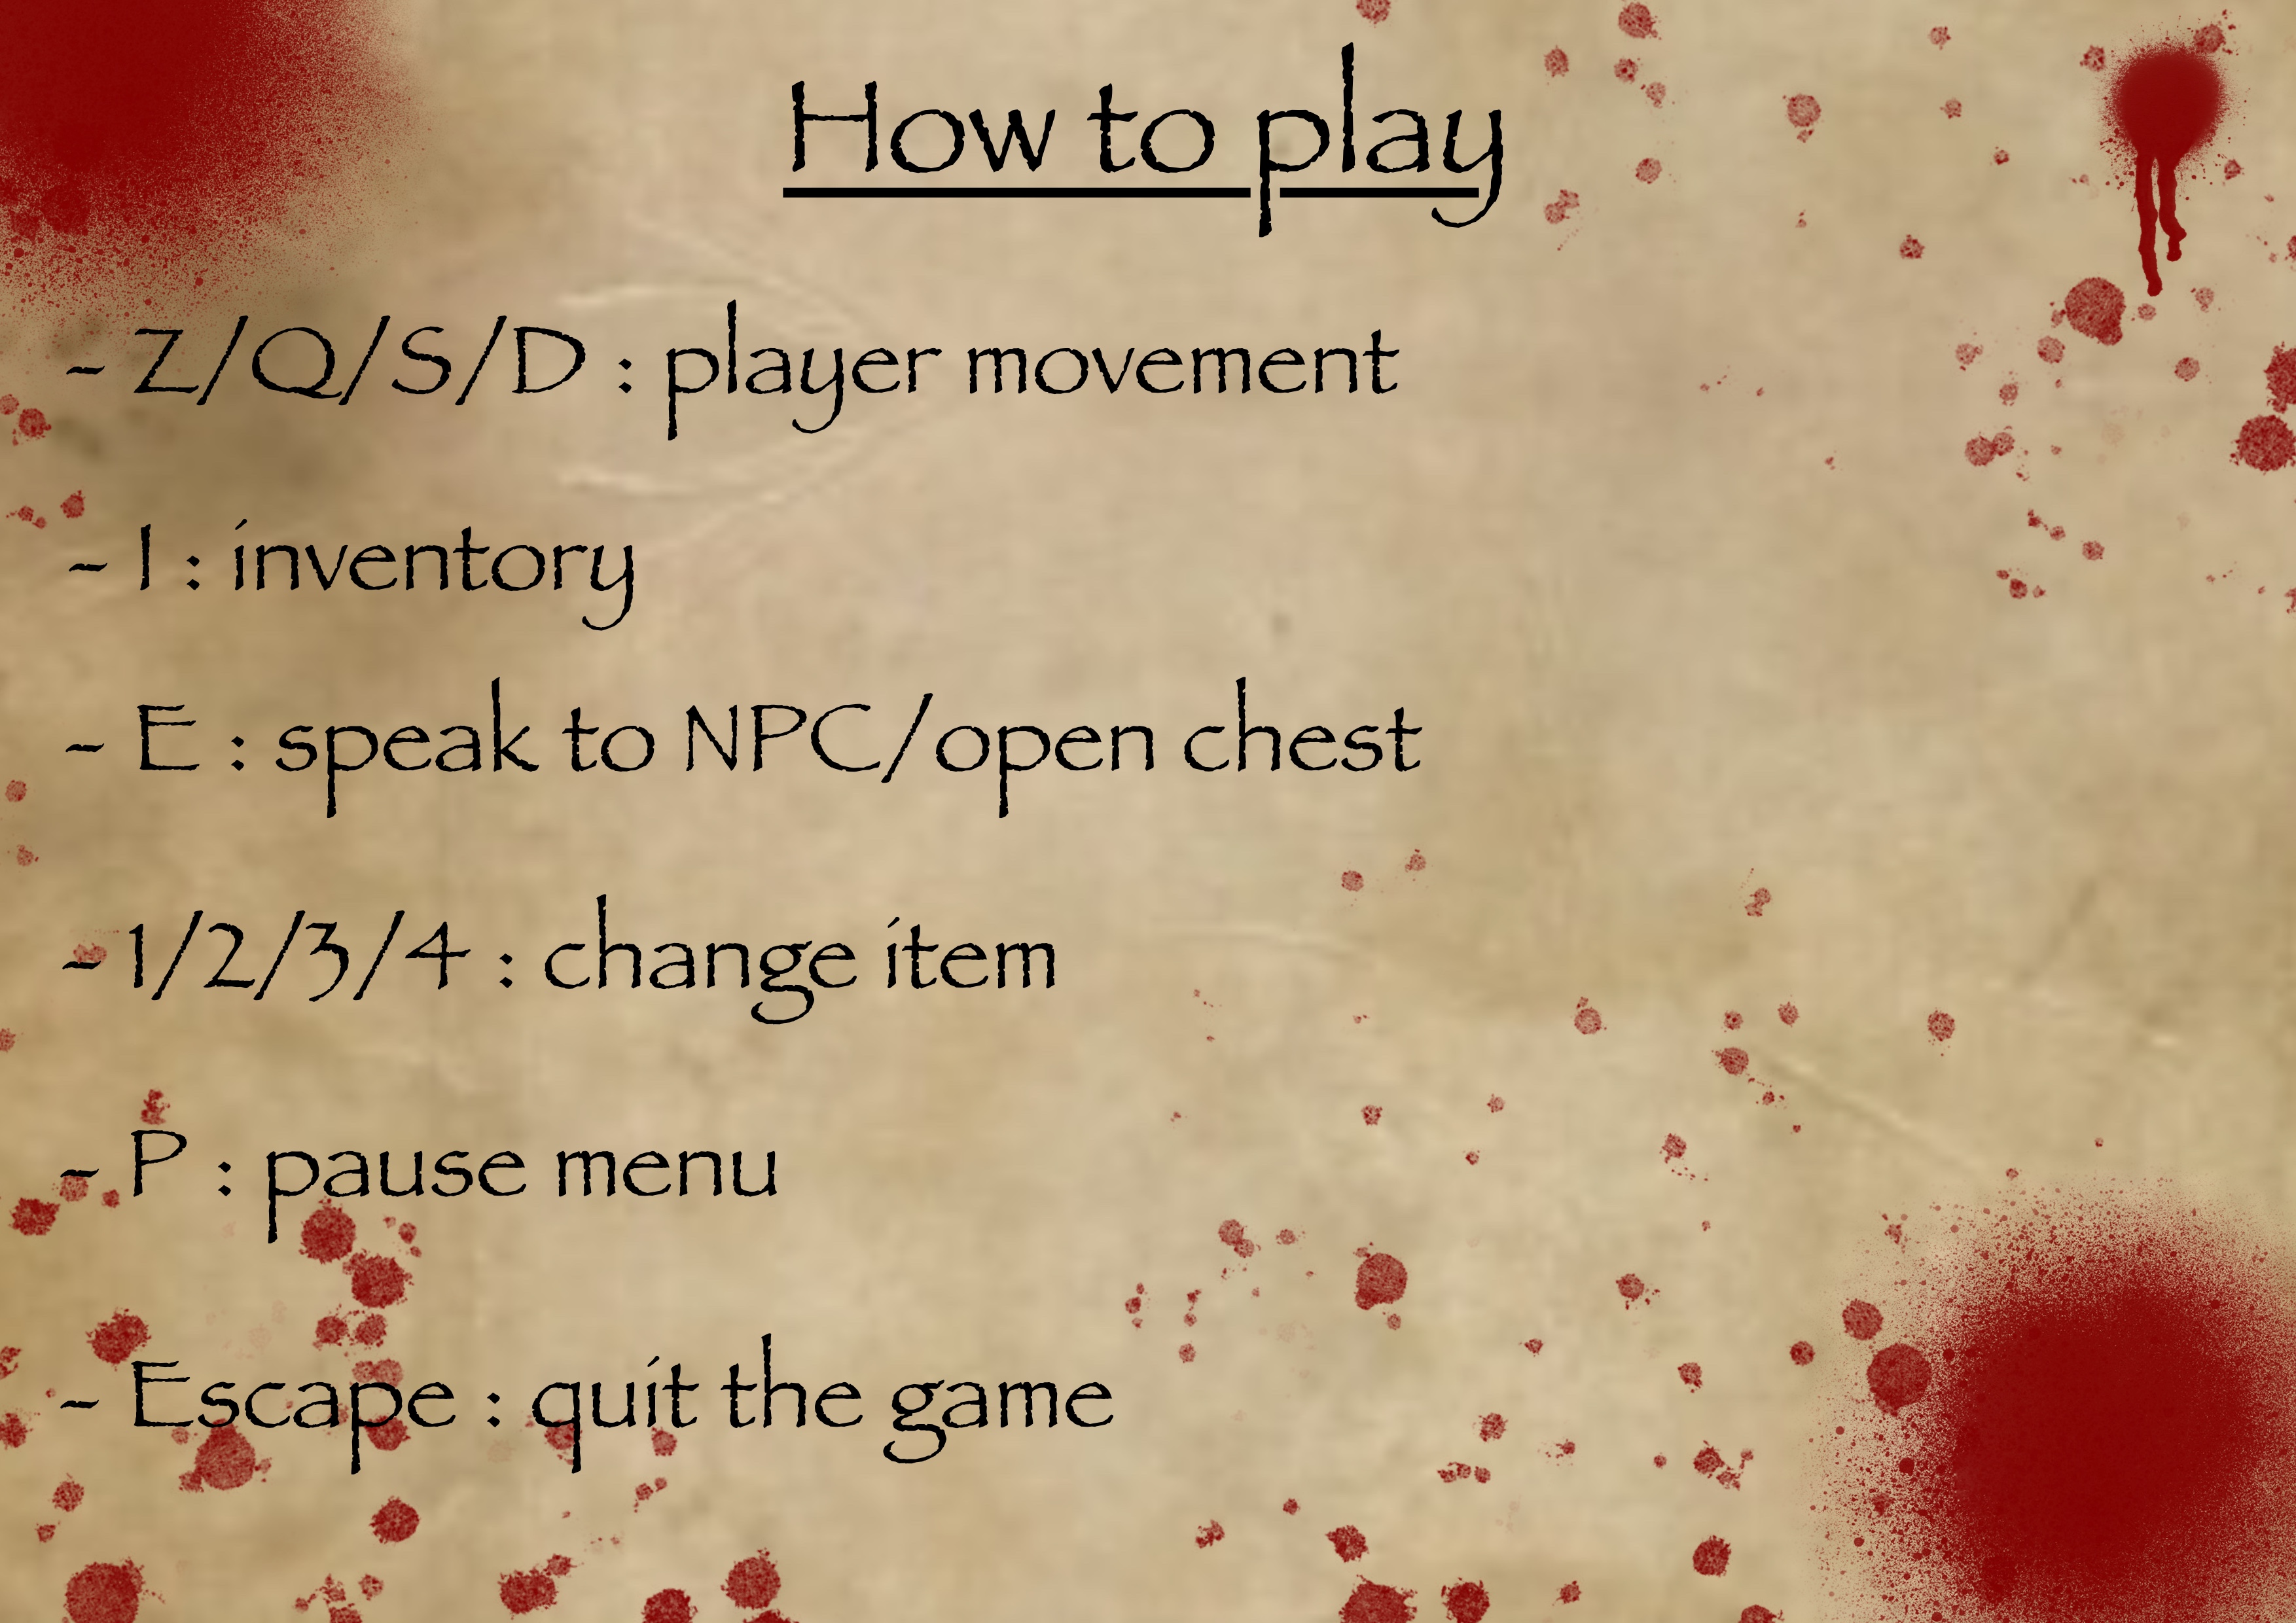 How to play
- Z/Q/S/D : player movement
- I : inventory
- E : speak to NPC/open chest
- 1/2/3/4 : change item
- P : pause menu
- Escape : quit the game